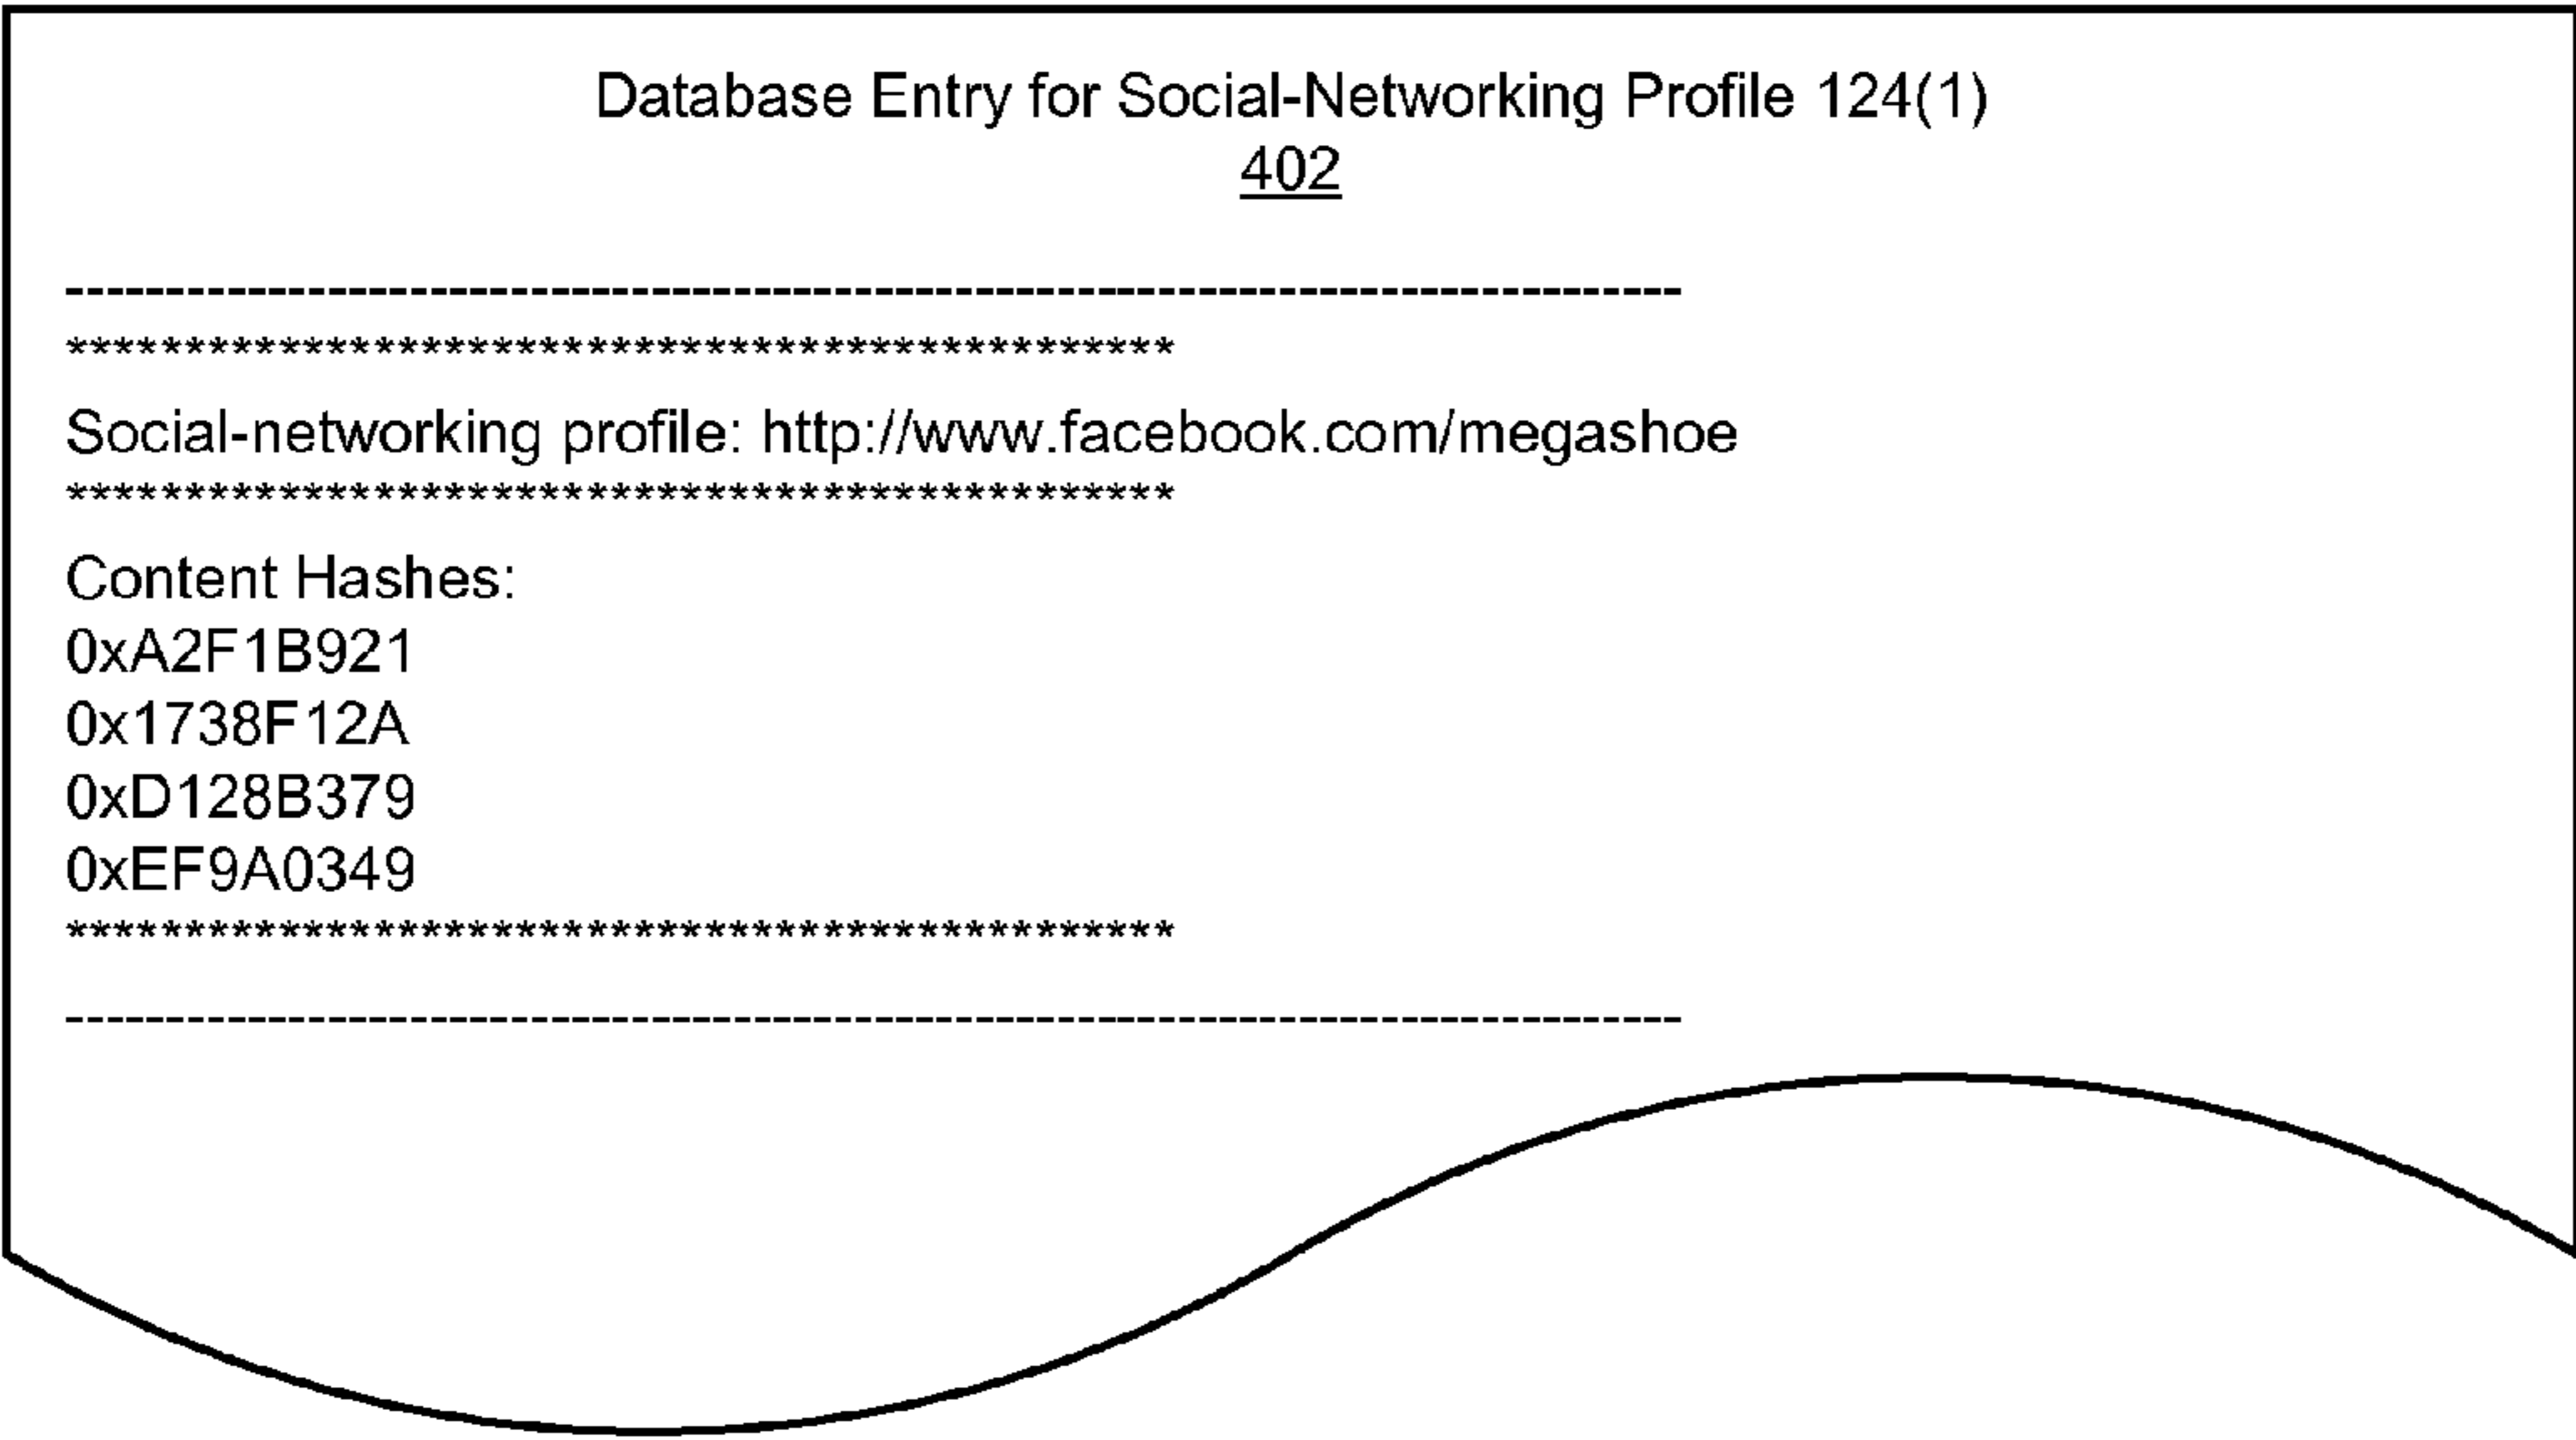 Database Entry for Social-Networking Profile 124(1)
402
--------------------------------------------------------------------------------
***********************************************
Social-networking profile: http://www.facebook.com/megashoe
***********************************************
Content Hashes:
0xA2F1B921
0x1738F12A
0xD128B379
0xEF9A0349
***********************************************
--------------------------------------------------------------------------------